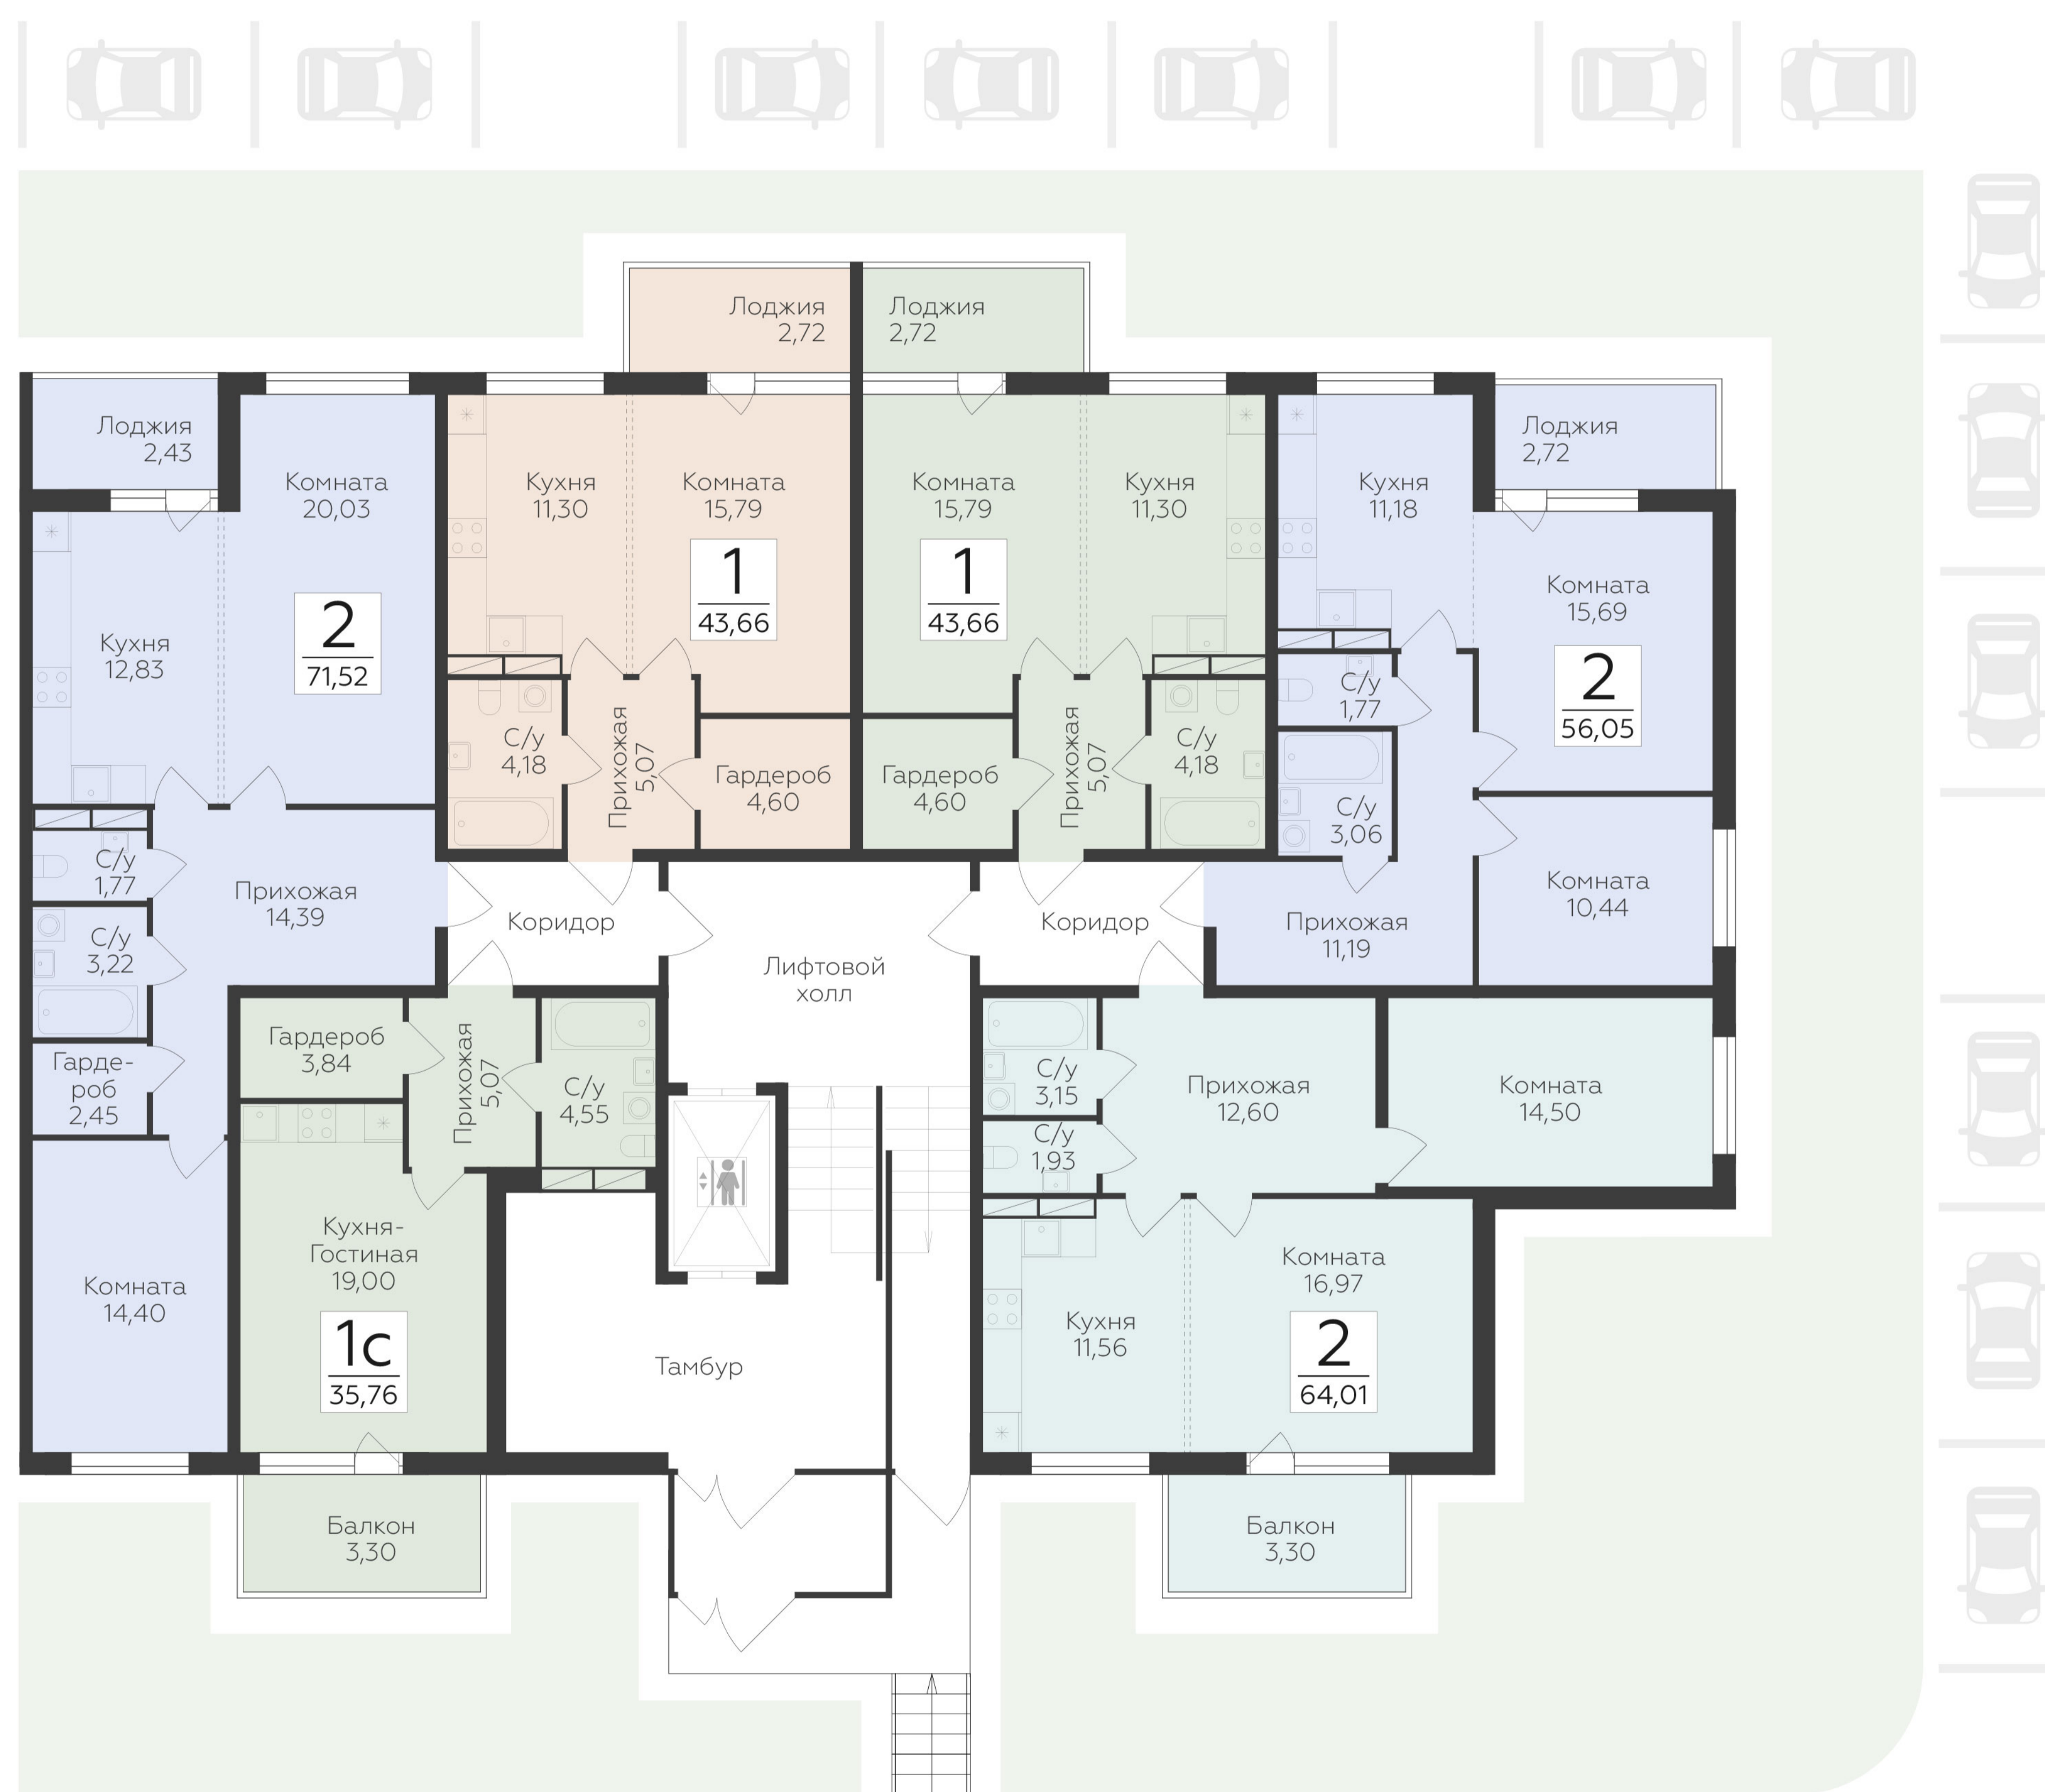 Лоджия
2,72
Лоджия
2,72
Лоджия
2,43
Комната
20,03
Кухня
12,83
2
71,52
Кухня
11,30
Комната
15,79
1
43,66
Комната
15,79
Кухня
11,30
1
43,66
Кухня
11,18
Лоджия
2,72
Комната
15,69
2
56,05
С/у
4,18
Прихожая
5,07
Гардероб
4,60
Гардероб
4,60
Прихожая
5,07
С/у
4,18
С/у
1,77
С/у
3,06
Комната
10,44
С/у
1,77
Прихожая
14,39
С/у
3,22
Гарде-
роб
2,45
Коридор
Лифтовой
холл
Коридор
Прихожая
11,19
Гардероб
3,84
Прихожая
5,07
С/у
4,55
С/у
3,15
С/у
1,93
Прихожая
12,60
Комната
14,50
Комната
14,40
Кухня-
Гостиная
19,00
1с
35,76
Тамбур
Кухня
11,56
Комната
16,97
2
64,01
Балкон
3,30
Балкон
3,30